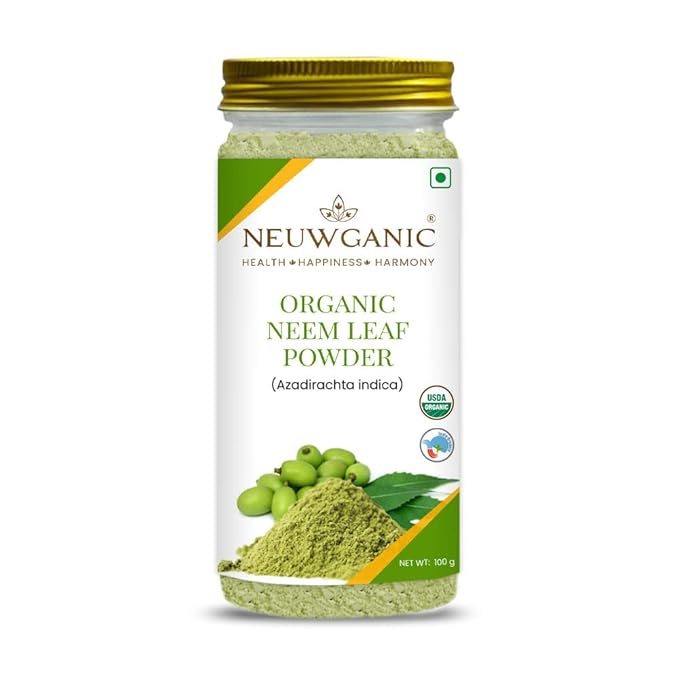 NEUWGANIC®
HEALTH HAPPINESS HARMONY
ORGANIC
NEEM LEAF
POWDER
(Azadirachta indica)
USDA
ORGANIC
NET WT: 100 g